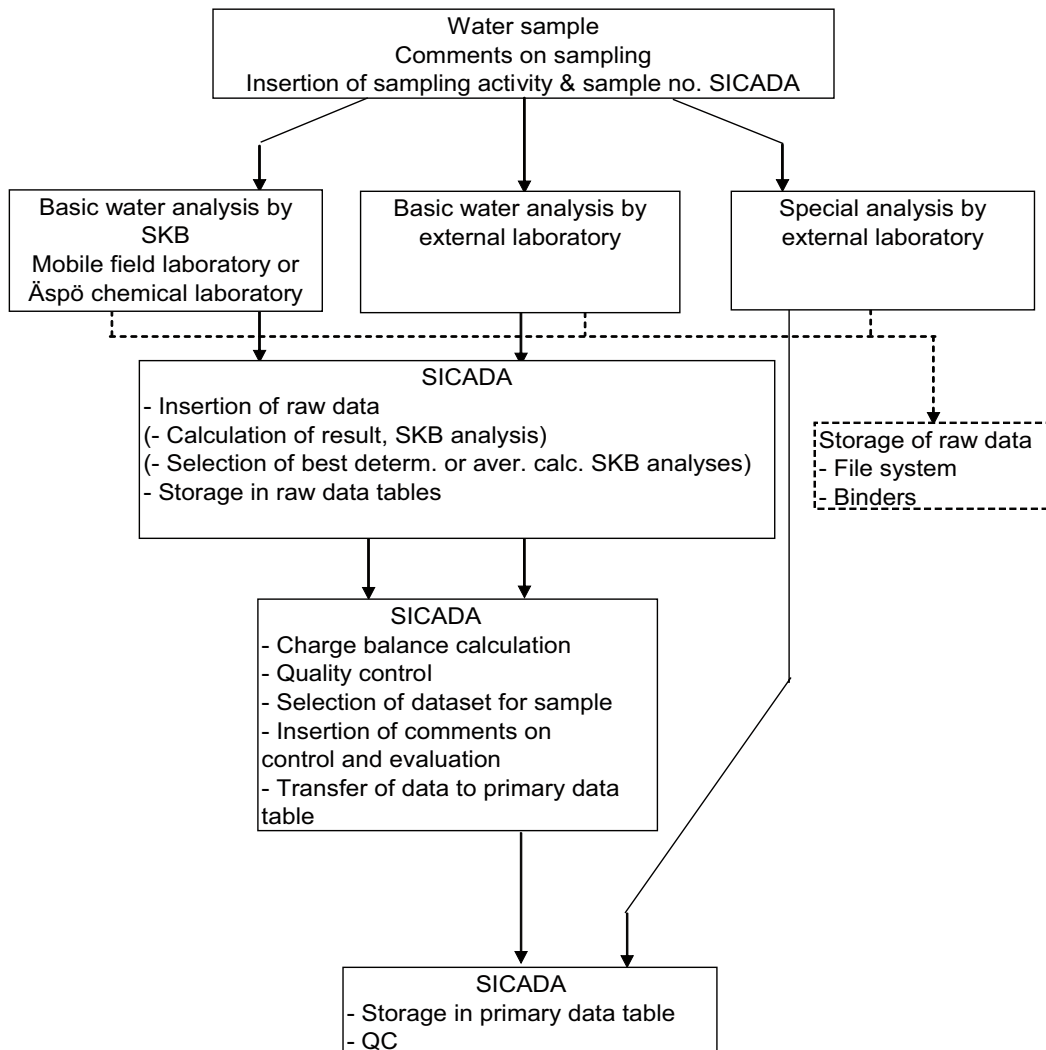 Water sample
Comments on sampling
Insertion of sampling activity & sample no. SICADA
Basic water analysis by
SKB
Mobile field laboratory or
Äspö chemical laboratory
Basic water analysis by
external laboratory
Special analysis by
external laboratory
SICADA
- Insertion of raw data
(- Calculation of result, SKB analysis)
(- Selection of best determ. or aver. calc. SKB analyses)
- Storage in raw data tables
Storage of raw data
- File system
- Binders
SICADA
- Charge balance calculation
- Quality control
- Selection of dataset for sample
- Insertion of comments on
control and evaluation
- Transfer of data to primary data
table
SICADA
- Storage in primary data table
- QC